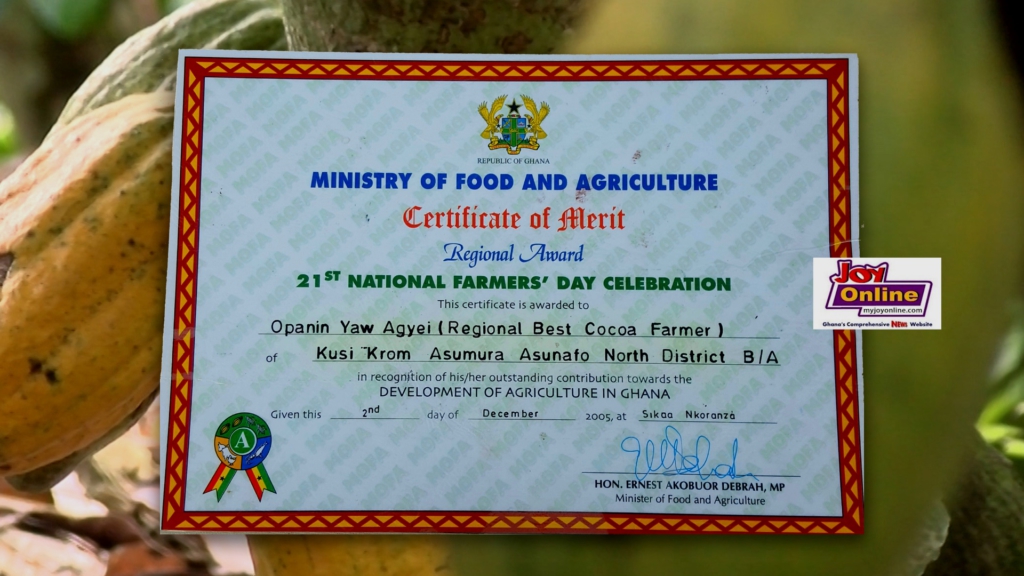 REPUBLIC OF GHANA
MINISTRY OF FOOD AND AGRICULTURE
Certificate of Merit
Regional Award
21ST NATIONAL FARMERS' DAY CELEBRATION
This certificate is awarded to
Opanin Yaw Agyei (Regional Best Cocoa Farmer)
of Kusi Krom Asumura Asunafo North District B/A
in recognition of his/her outstanding contribution towards the
DEVELOPMENT OF AGRICULTURE IN GHANA
Given this 2nd day of December 2005, at Sikaa Nkoranza
A
HON. ERNEST AKOBUOR DEBRAH, MP
Minister of Food and Agriculture
JOY
Online
myjoyonline.com
Ghana's Comprehensive NEWS Website